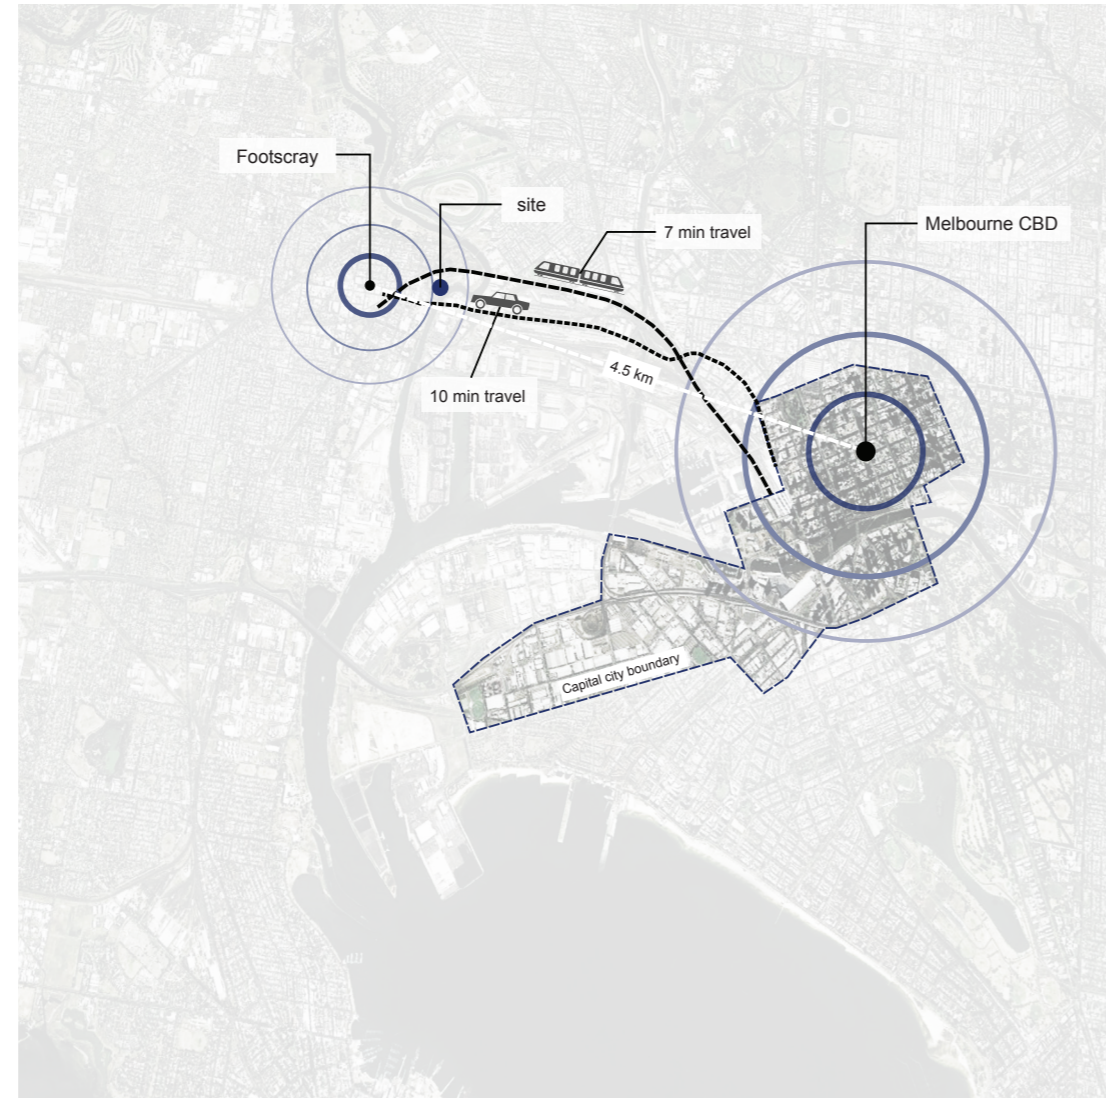 Footscray
site
Melbourne CBD
7 min travel
4.5 km
10 min travel
Capital city boundary